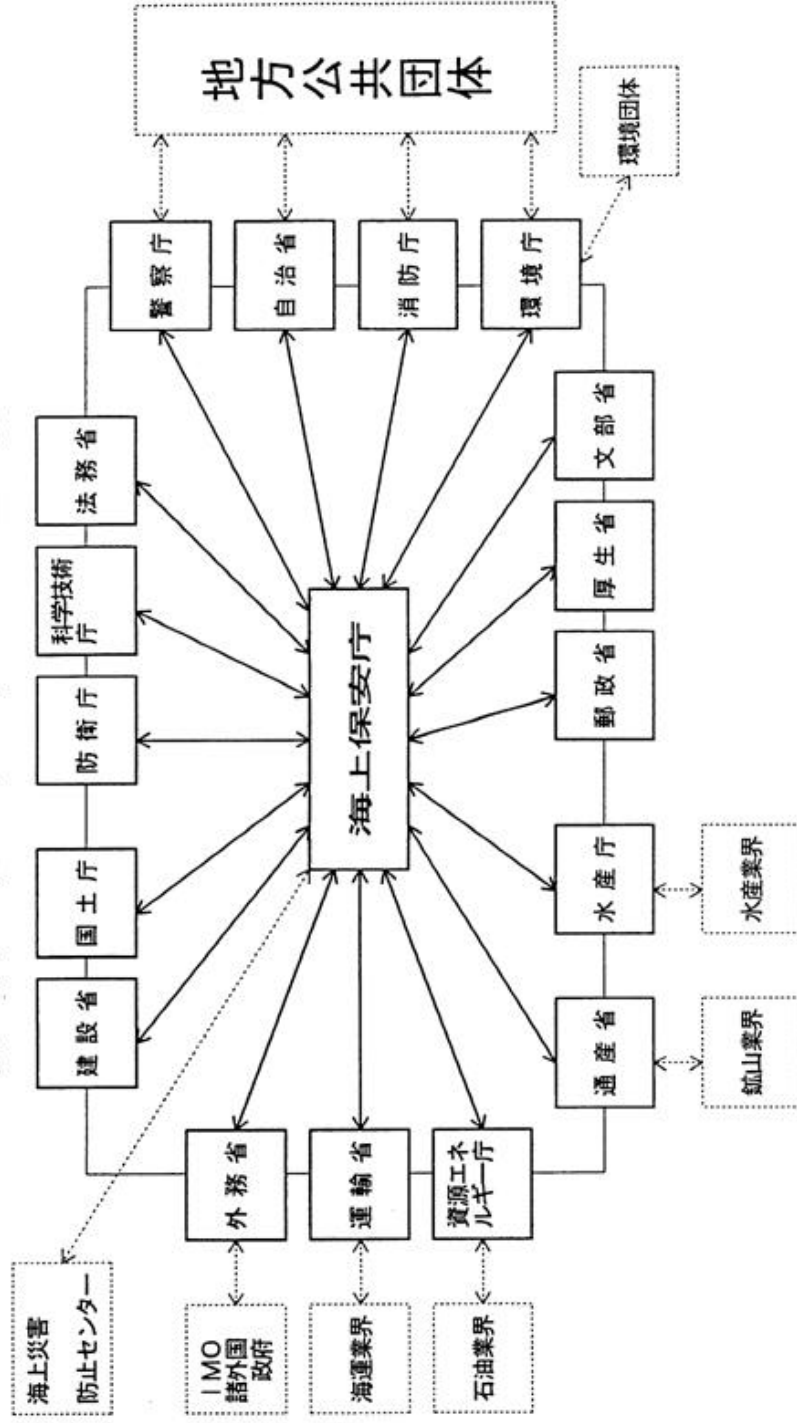 海上災害
防止センター
建設省
国土庁
防衛庁
科学技術
庁
法務省
IMO
諸外国
政府
外務省
警察庁
海運業界
運輸省
海上保安庁
自治省
地方公共団体
石油業界
資源エネ
ルギー庁
消防庁
環境庁
通産省
水産庁
郵政省
厚生省
文部省
環境団体
鉱山業界
水産業界